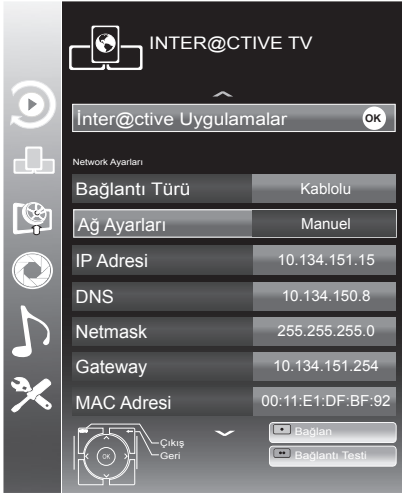 INTER@CTIVE TV
İnter@ctive Uygulamalar OK
Network Ayarları
Bağlantı Türü Kablolu
Ağ Ayarları Manuel
IP Adresi 10.134.151.15
DNS 10.134.150.8
Netmask 255.255.255.0
Gateway 10.134.151.254
MAC Adresi 00:11:E1:DF:BF:92
OK
Çıkış
Geri
Bağlan
Bağlantı Testi